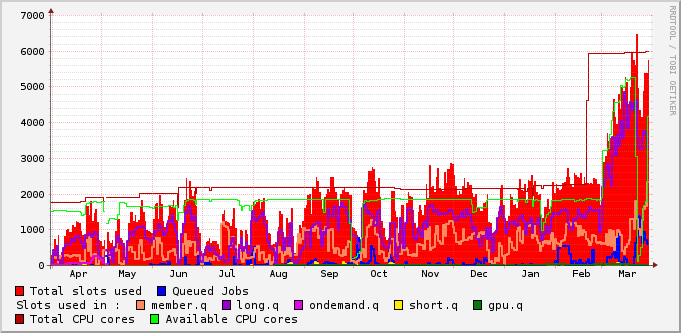 7000
6000
5000
4000
3000
2000
1000
0
Apr May Jun Jul Aug Sep Oct Nov Dec Jan Feb Mar
RRDTOOL / TOBI OETIKER
Total slots used Queued Jobs
Slots used in : member.q long.q ondemand.q short.q gpu.q
Total CPU cores Available CPU cores